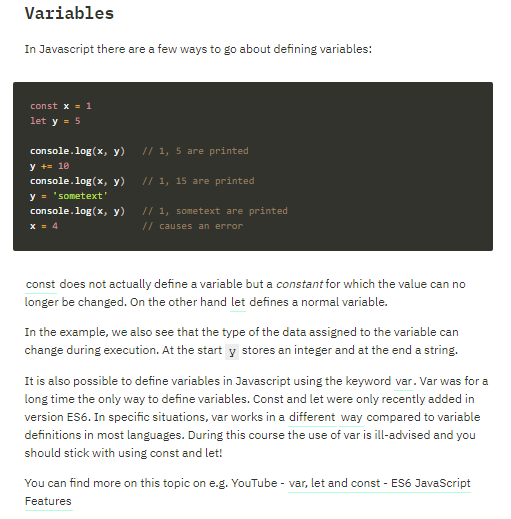 Variables
In Javascript there are a few ways to go about defining variables:
const x = 1
let y = 5
console.log(x, y)   // 1, 5 are printed
y += 10
console.log(x, y)   // 1, 15 are printed
y = 'sometext'
console.log(x, y)   // 1, sometext are printed
x = 4               // causes an error
const does not actually define a variable but a constant for which the value can no
longer be changed. On the other hand let defines a normal variable.
In the example, we also see that the type of the data assigned to the variable can
change during execution. At the start y stores an integer and at the end a string.
It is also possible to define variables in Javascript using the keyword var. Var was for a
long time the only way to define variables. Const and let were only recently added in
version ES6. In specific situations, var works in a different way compared to variable
definitions in most languages. During this course the use of var is ill-advised and you
should stick with using const and let!
You can find more on this topic on e.g. YouTube - var, let and const - ES6 JavaScript
Features